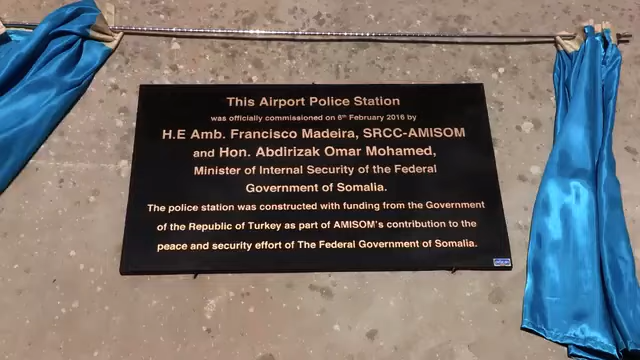 This Airport Police Station
was officially commissioned on 6th February 2016 by
H.E Amb. Francisco Madeira, SRCC-AMISOM
and Hon. Abdirizak Omar Mohamed,
Minister of Internal Security of the Federal
Government of Somalia.
The police station was constructed with funding from the Government
of the Republic of Turkey as part of AMISOM's contribution to the
peace and security effort of The Federal Government of Somalia.